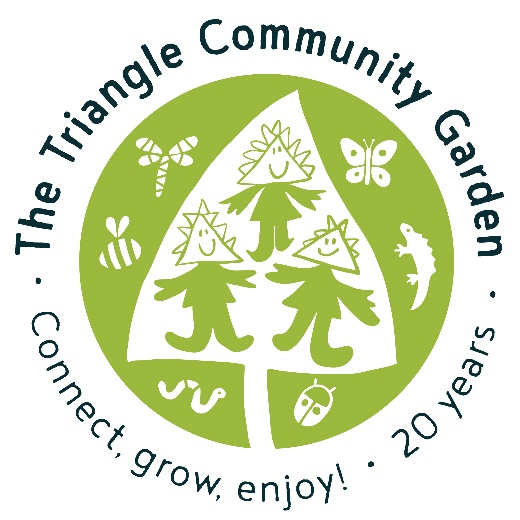 The Triangle Community Garden
Connect, grow, enjoy! · 20 years